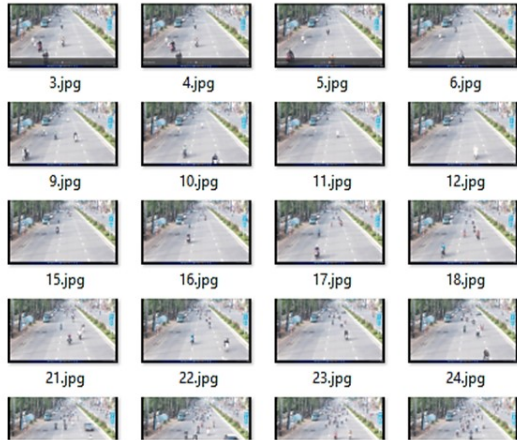 3.jpg 4.jpg 5.jpg 6.jpg
9.jpg 10.jpg 11.jpg 12.jpg
15.jpg 16.jpg 17.jpg 18.jpg
21.jpg 22.jpg 23.jpg 24.jpg